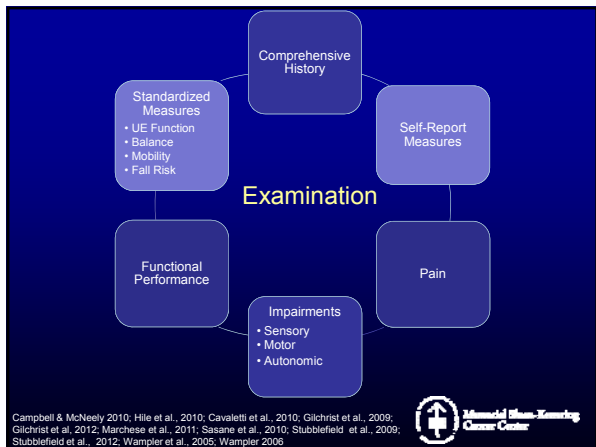 Comprehensive
History
Standardized
Measures
• UE Function
• Balance
• Mobility
• Fall Risk
Self-Report
Measures
Examination
Functional
Performance
Pain
Impairments
• Sensory
• Motor
• Autonomic
Campbell & McNeely 2010; Hile et al., 2010; Cavaletti et al., 2010; Gilchrist et al., 2009;
Gilchrist et al, 2012; Marchese et al., 2011; Sasane et al., 2010; Stubblefield et al., 2009;
Stubblefield et al., 2012; Wampler et al., 2005; Wampler 2006
Memorial Sloan-Kettering
Cancer Center